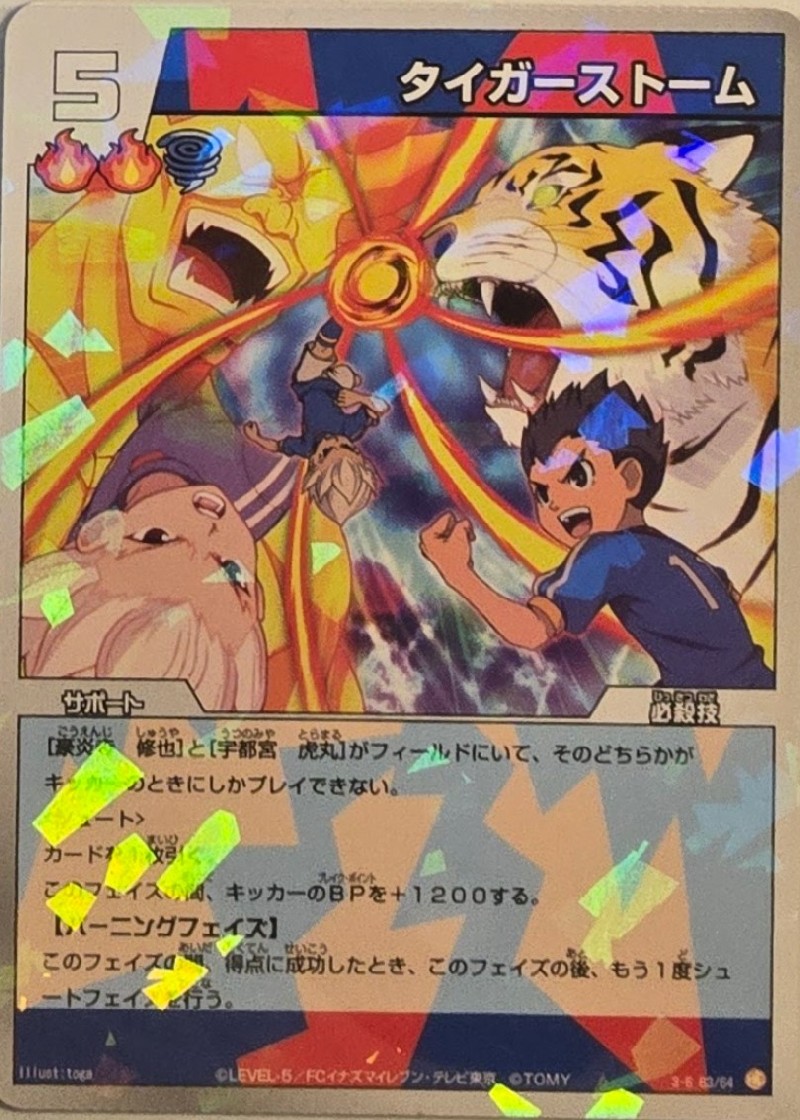 5
タイガーストーム
サポート
必殺技
[豪炎寺 修也]と[宇都宮 虎丸]がフィールドにいて、そのどちらかが
キッカーのときにしかプレイできない。
<シュート>
カードを1枚引く
このフェイズの間、キッカーのBPを+1200する。
【バーニングフェイズ】
このフェイズの間、得点に成功したとき、このフェイズの後、もう1度シュ
ートフェイズを行う。
illust:toga
©LEVEL-5/FCイナズマイレブン・テレビ東京 ©TOMY
3-6 63/64